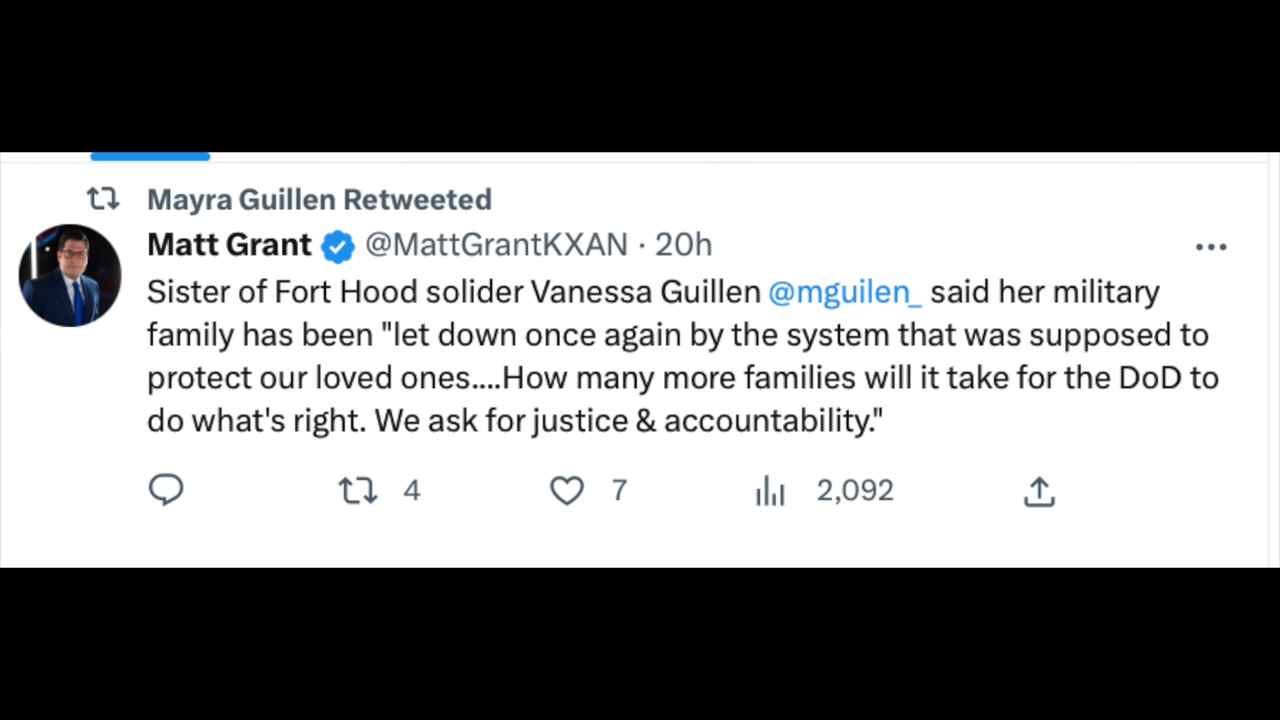 Mayra Guillen Retweeted
Matt Grant @MattGrantKXAN · 20h
Sister of Fort Hood solider Vanessa Guillen @mguilen_ said her military
family has been "let down once again by the system that was supposed to
protect our loved ones....How many more families will it take for the DoD to
do what's right. We ask for justice & accountability."
4 7 2,092